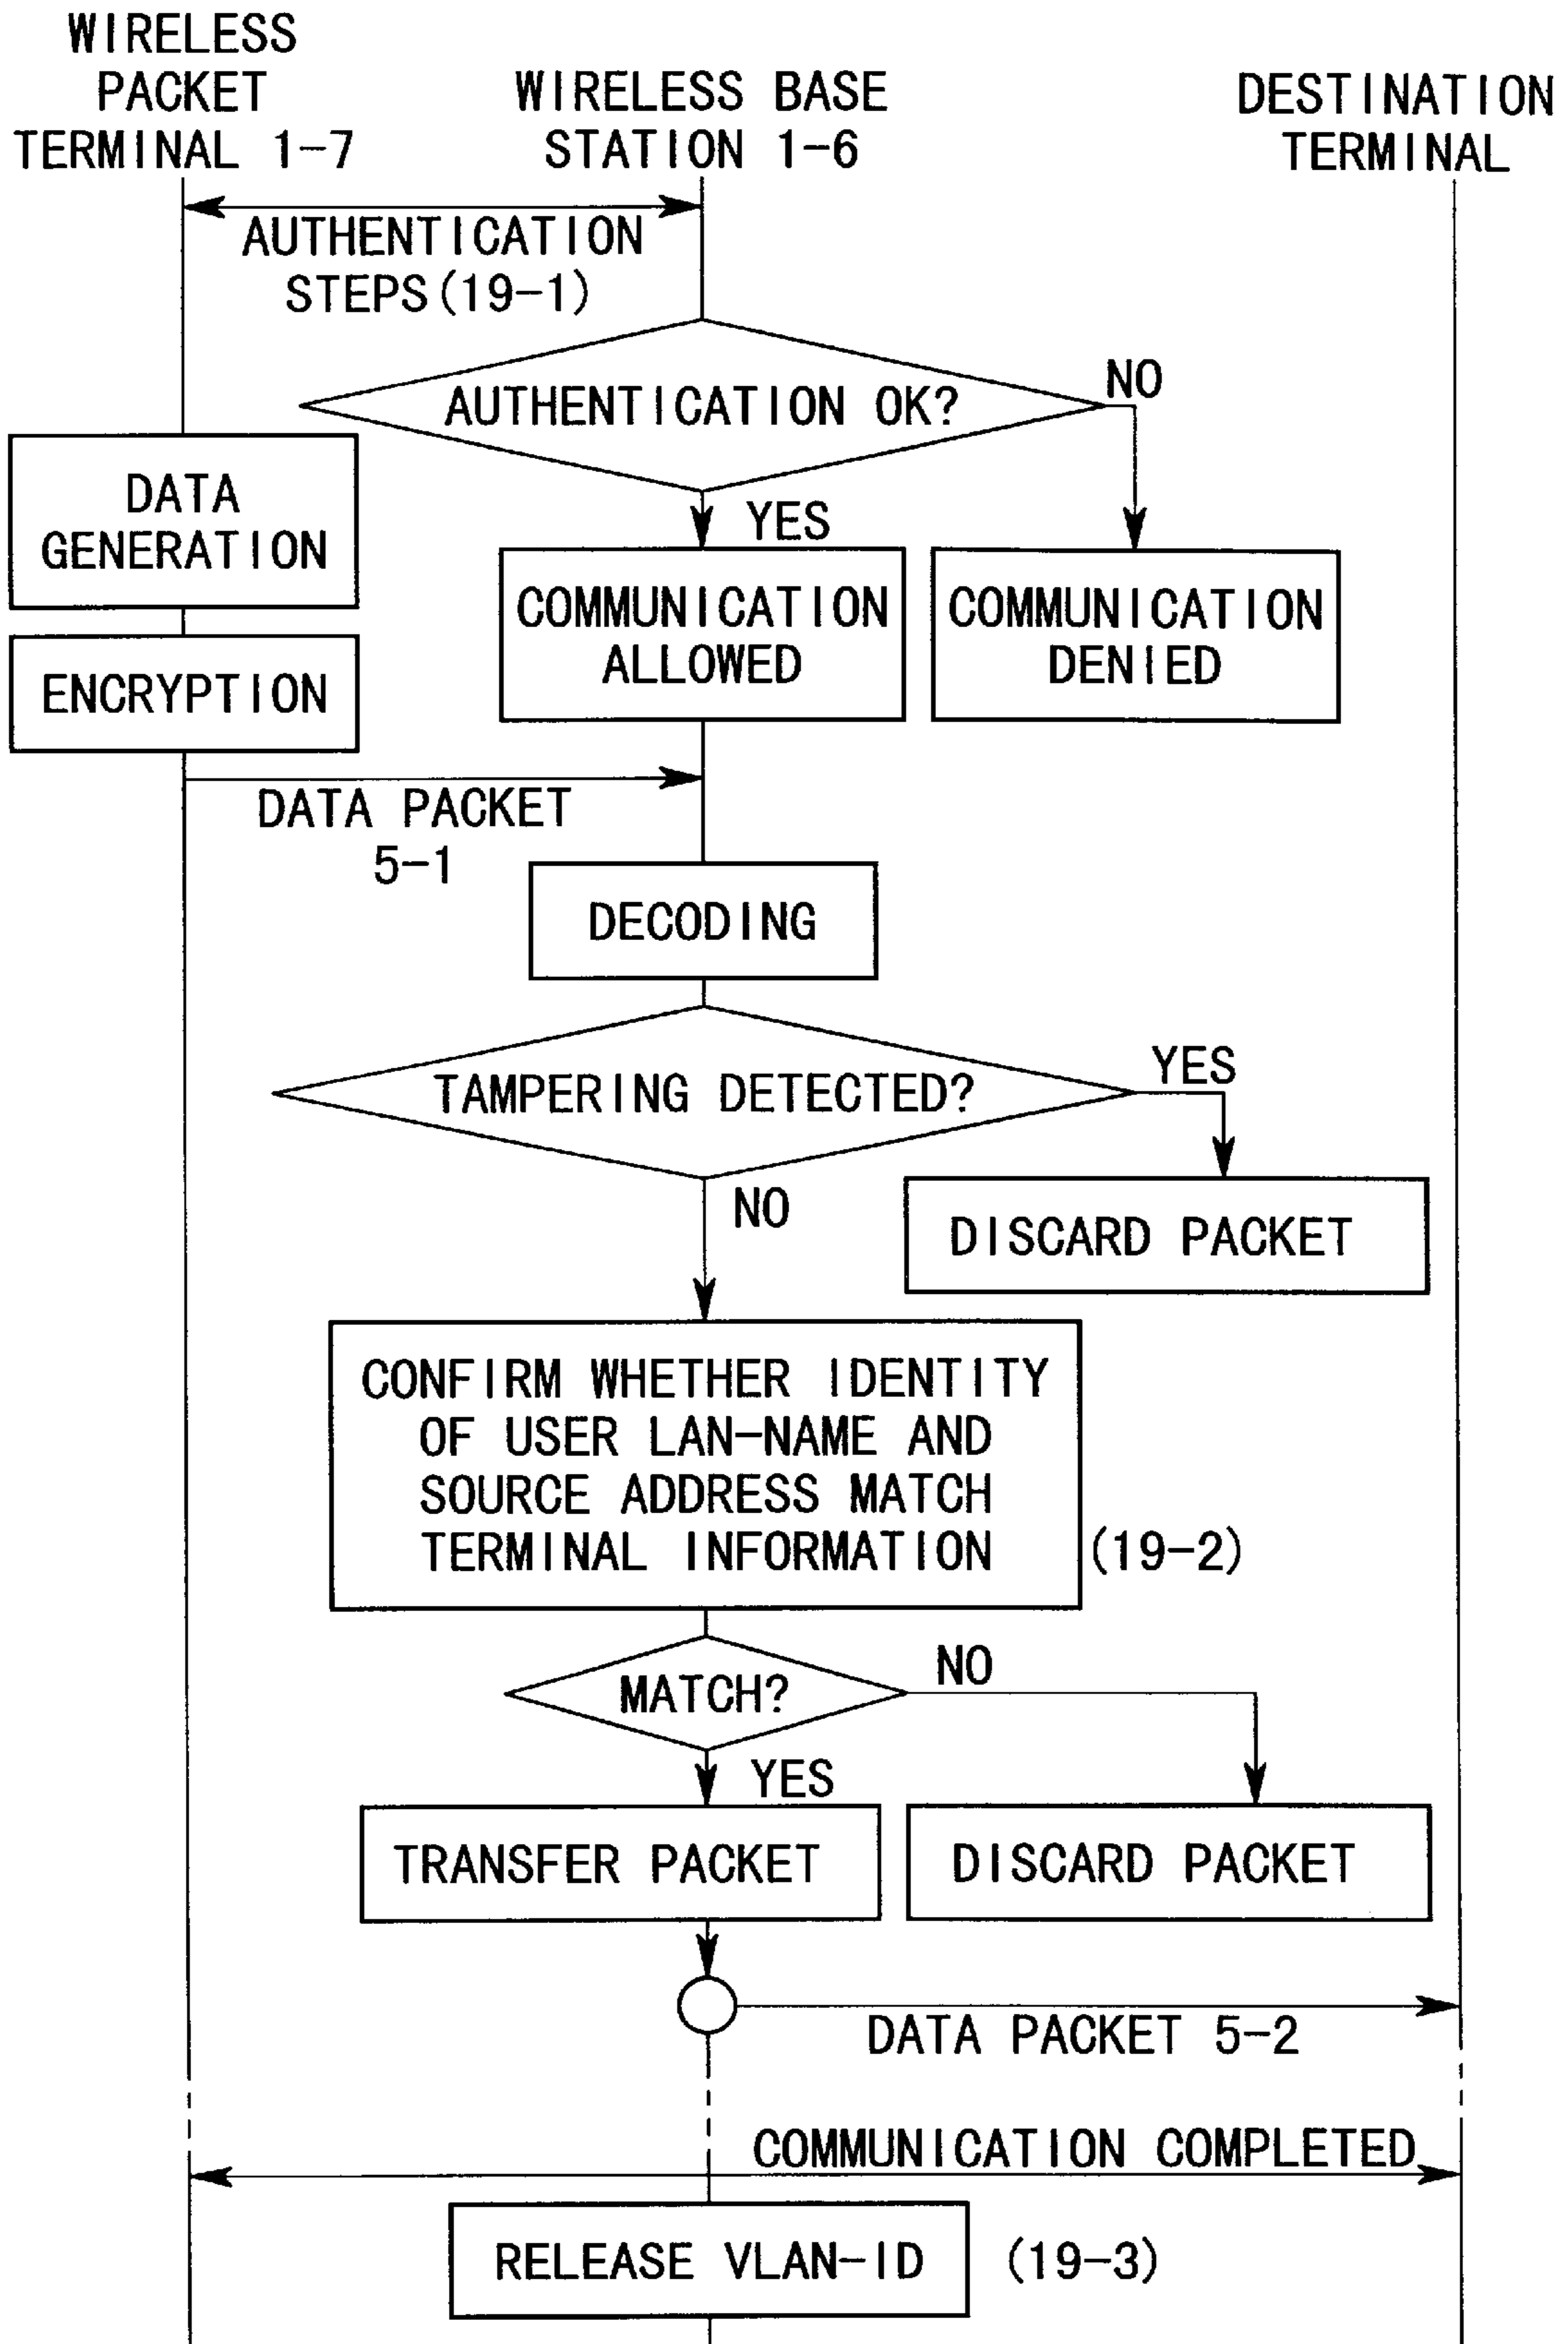 WIRELESS
PACKET
TERMINAL 1-7
WIRELESS BASE
STATION 1-6
DESTINATION
TERMINAL
AUTHENTICATION
STEPS(19-1)
AUTHENTICATION OK?
NO
DATA
GENERATION
YES
COMMUNICATION
ALLOWED
COMMUNICATION
DENIED
ENCRYPTION
DATA PACKET
5-1
DECODING
TAMPERING DETECTED?
YES
NO
DISCARD PACKET
CONFIRM WHETHER IDENTITY
OF USER LAN-NAME AND
SOURCE ADDRESS MATCH
TERMINAL INFORMATION
(19-2)
MATCH?
NO
YES
TRANSFER PACKET
DISCARD PACKET
DATA PACKET 5-2
COMMUNICATION COMPLETED
RELEASE VLAN-ID
(19-3)